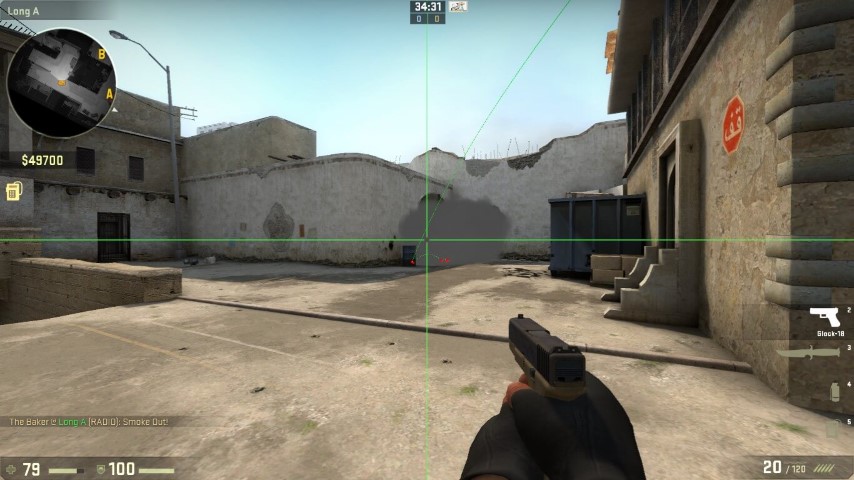 Long A
34:31
0 0
B
A
$49700
قف
2
Glock-18
3
4
5
The Baker @ Long A (RADIO): Smoke Out!
79
100
20 / 120